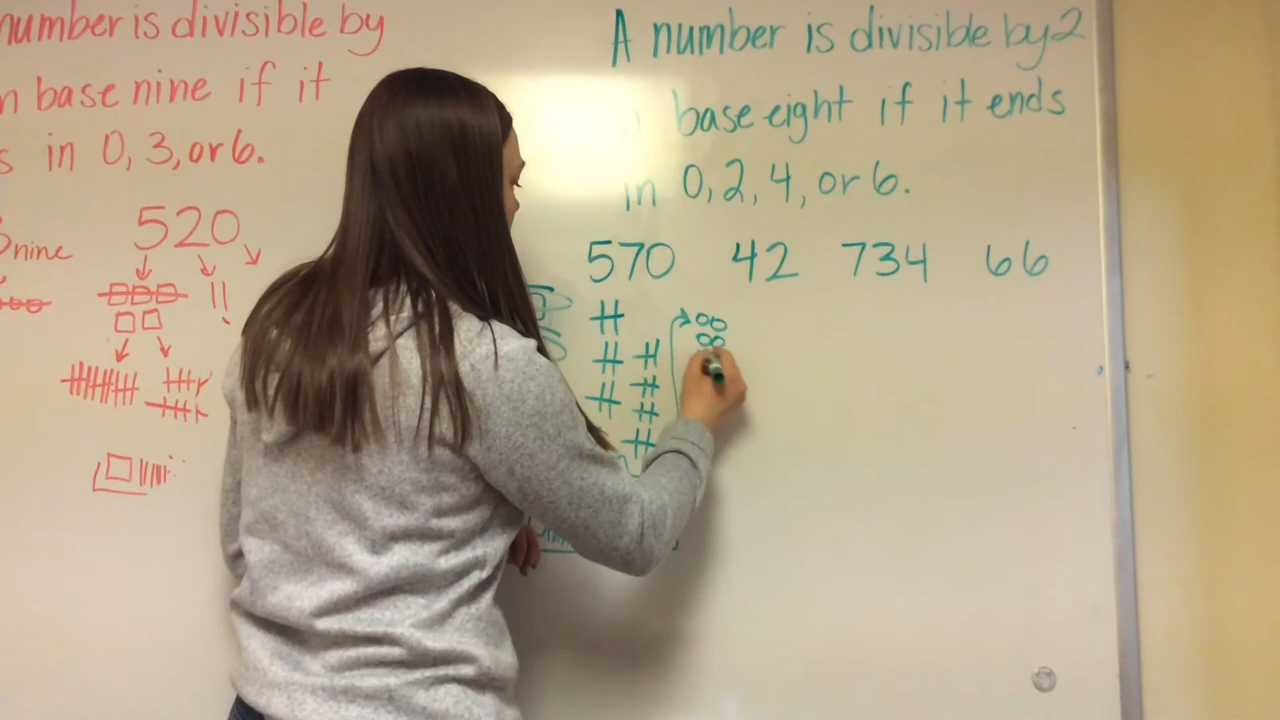 number is divisible by
n base nine if it
s in 0, 3, or 6.
nine 520
A number is divisible by 2
base eight if it ends
in 0, 2, 4, or 6.
570 42 734 66